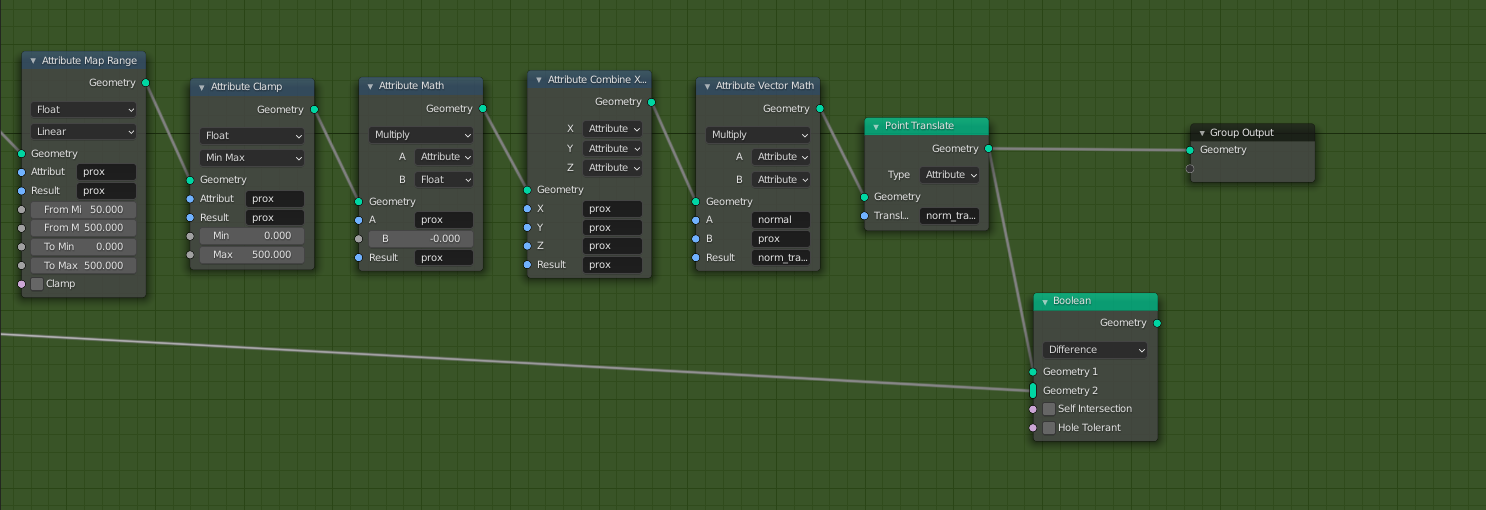 Attribute Map Range
Geometry
Float
Linear
Geometry
Attribut prox
Result prox
From Mi 50.000
From M 500.000
To Min 0.000
To Max 500.000
Clamp
Attribute Clamp
Geometry
Float
Min Max
Geometry
Attribut prox
Result prox
Min 0.000
Max 500.000
Attribute Math
Geometry
Multiply
A Attribute
B Float
Geometry
A prox
B -0.000
Result prox
Attribute Combine X...
Geometry
X Attribute
Y Attribute
Z Attribute
Geometry
X prox
Y prox
Z prox
Result prox
Attribute Vector Math
Geometry
Multiply
A Attribute
B Attribute
Geometry
A normal
B prox
Result norm_tra...
Point Translate
Geometry
Type Attribute
Geometry
Transl... norm_tra...
Boolean
Geometry
Difference
Geometry 1
Geometry 2
Self Intersection
Hole Tolerant
Group Output
Geometry